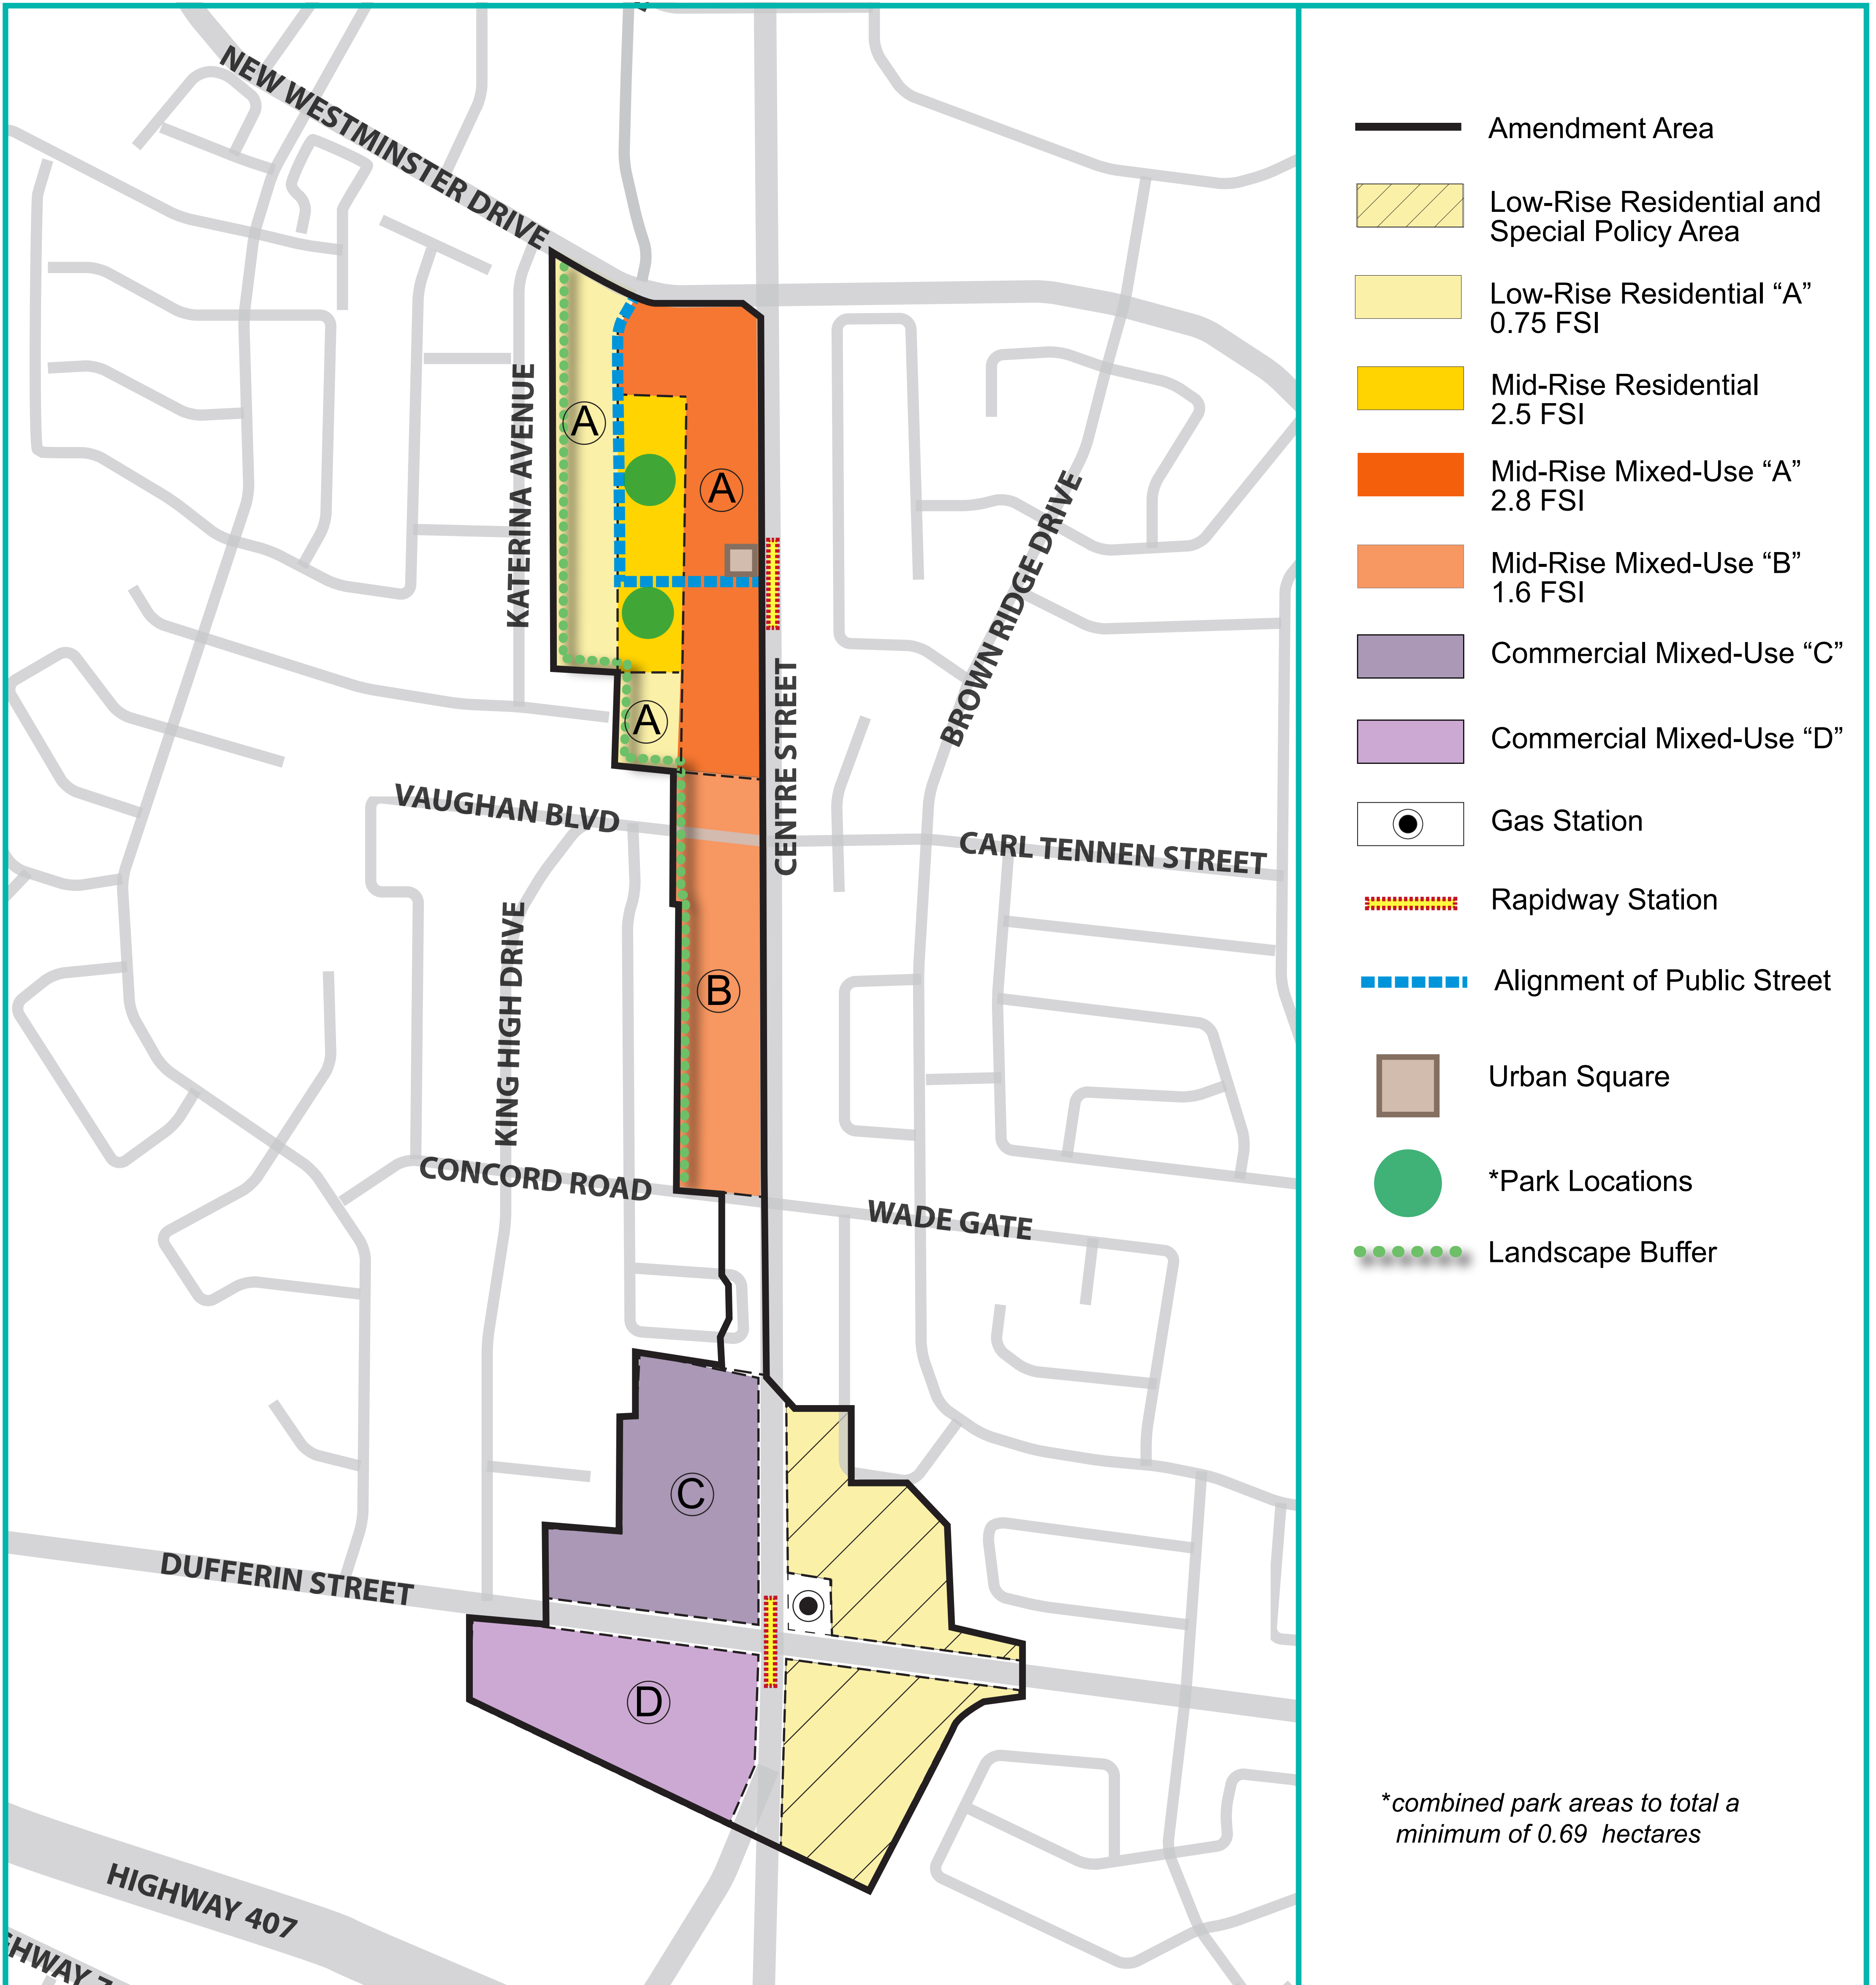 NEW WESTMINSTER DRIVE
KATERINA AVENUE
A
A
A
BROWN RIDGE DRIVE
CENTRE STREET
VAUGHAN BLVD
CARL TENNEN STREET
KING HIGH DRIVE
B
CONCORD ROAD
WADE GATE
C
DUFFERIN STREET
D
HIGHWAY 407
Amendment Area
Low-Rise Residential and
Special Policy Area
Low-Rise Residential “A”
0.75 FSI
Mid-Rise Residential
2.5 FSI
Mid-Rise Mixed-Use “A”
2.8 FSI
Mid-Rise Mixed-Use “B”
1.6 FSI
Commercial Mixed-Use “C”
Commercial Mixed-Use “D”
Gas Station
Rapidway Station
Alignment of Public Street
Urban Square
*Park Locations
Landscape Buffer
*combined park areas to total a
minimum of 0.69 hectares